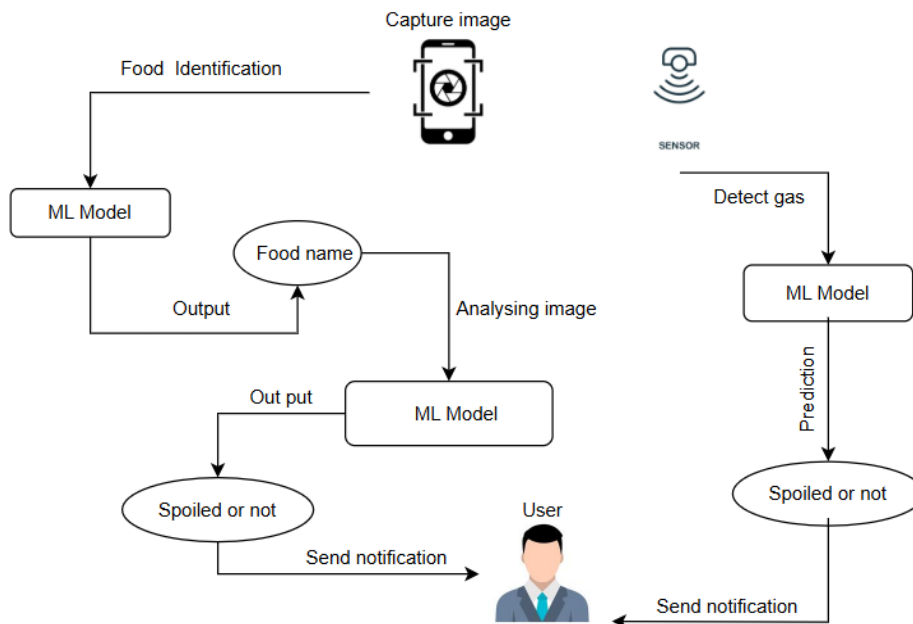 Capture image
Food Identification
SENSOR
ML Model
Detect gas
Food name
ML Model
Output
Analysing image
Prediction
Out put
ML Model
Spoiled or not
Spoiled or not
User
Send notification
Send notification